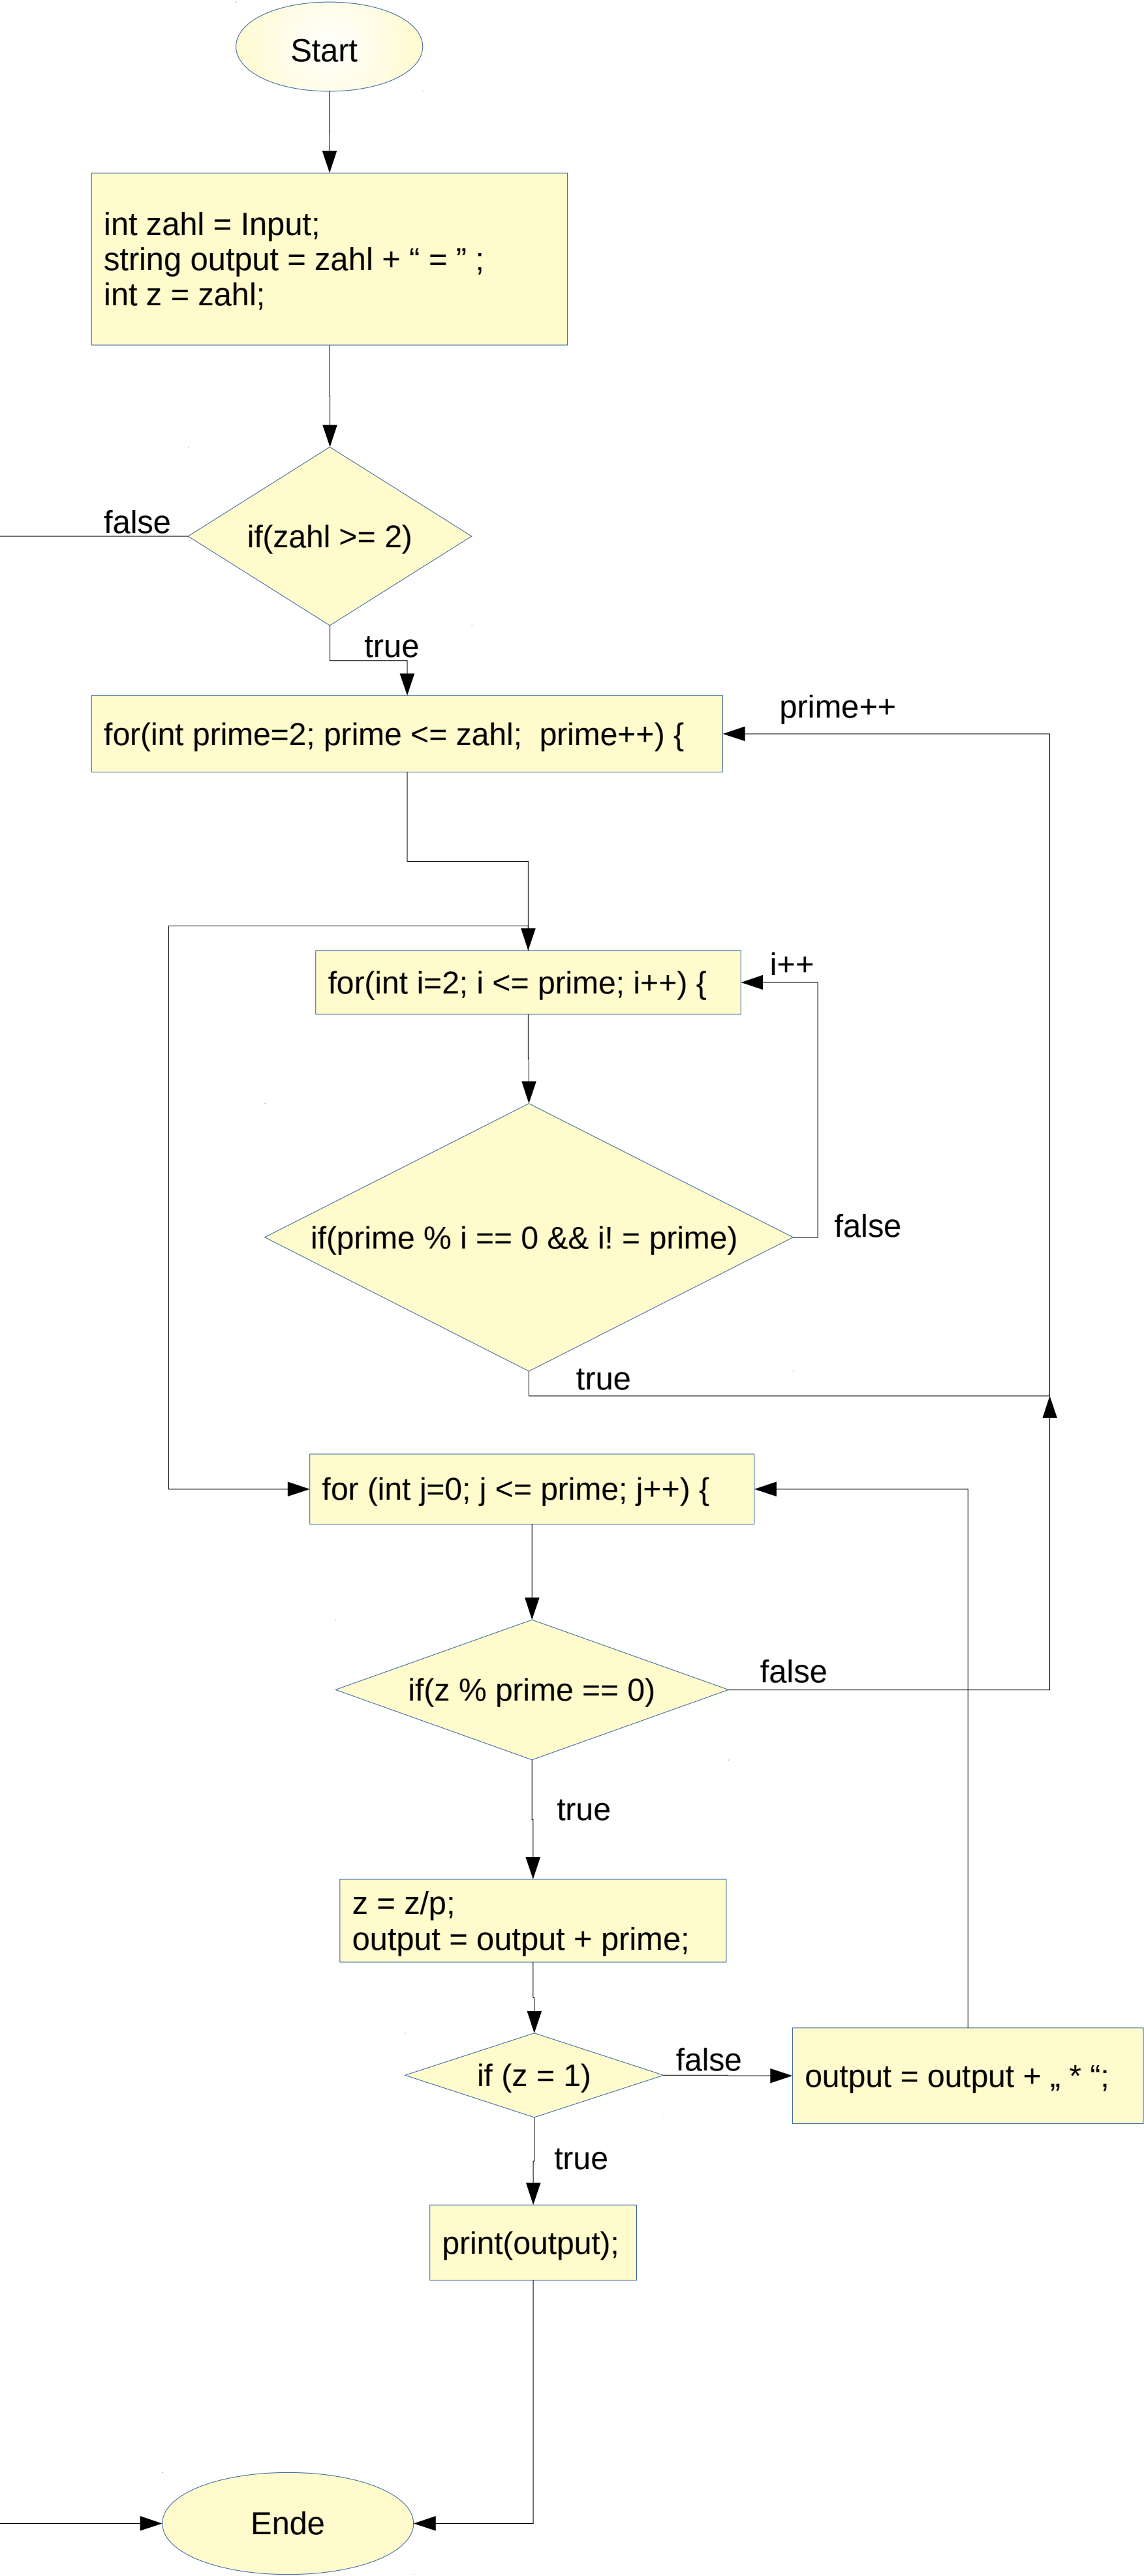 Start
int zahl = Input;
string output = zahl + “ = ” ;
int z = zahl;
false
if(zahl >= 2)
true
for(int prime=2; prime <= zahl;  prime++) {
prime++
for(int i=2; i <= prime; i++) {
i++
if(prime % i == 0 && i! = prime)
false
true
for (int j=0; j <= prime; j++) {
if(z % prime == 0)
false
true
z = z/p;
output = output + prime;
if (z = 1)
false
output = output + „ * “;
true
print(output);
Ende